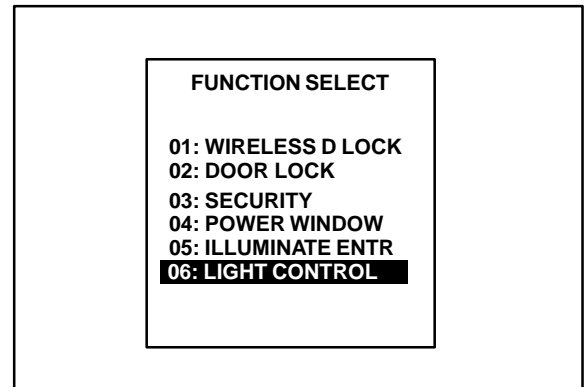 FUNCTION SELECT
01: WIRELESS D LOCK
02: DOOR LOCK
03: SECURITY
04: POWER WINDOW
05: ILLUMINATE ENTR
06: LIGHT CONTROL